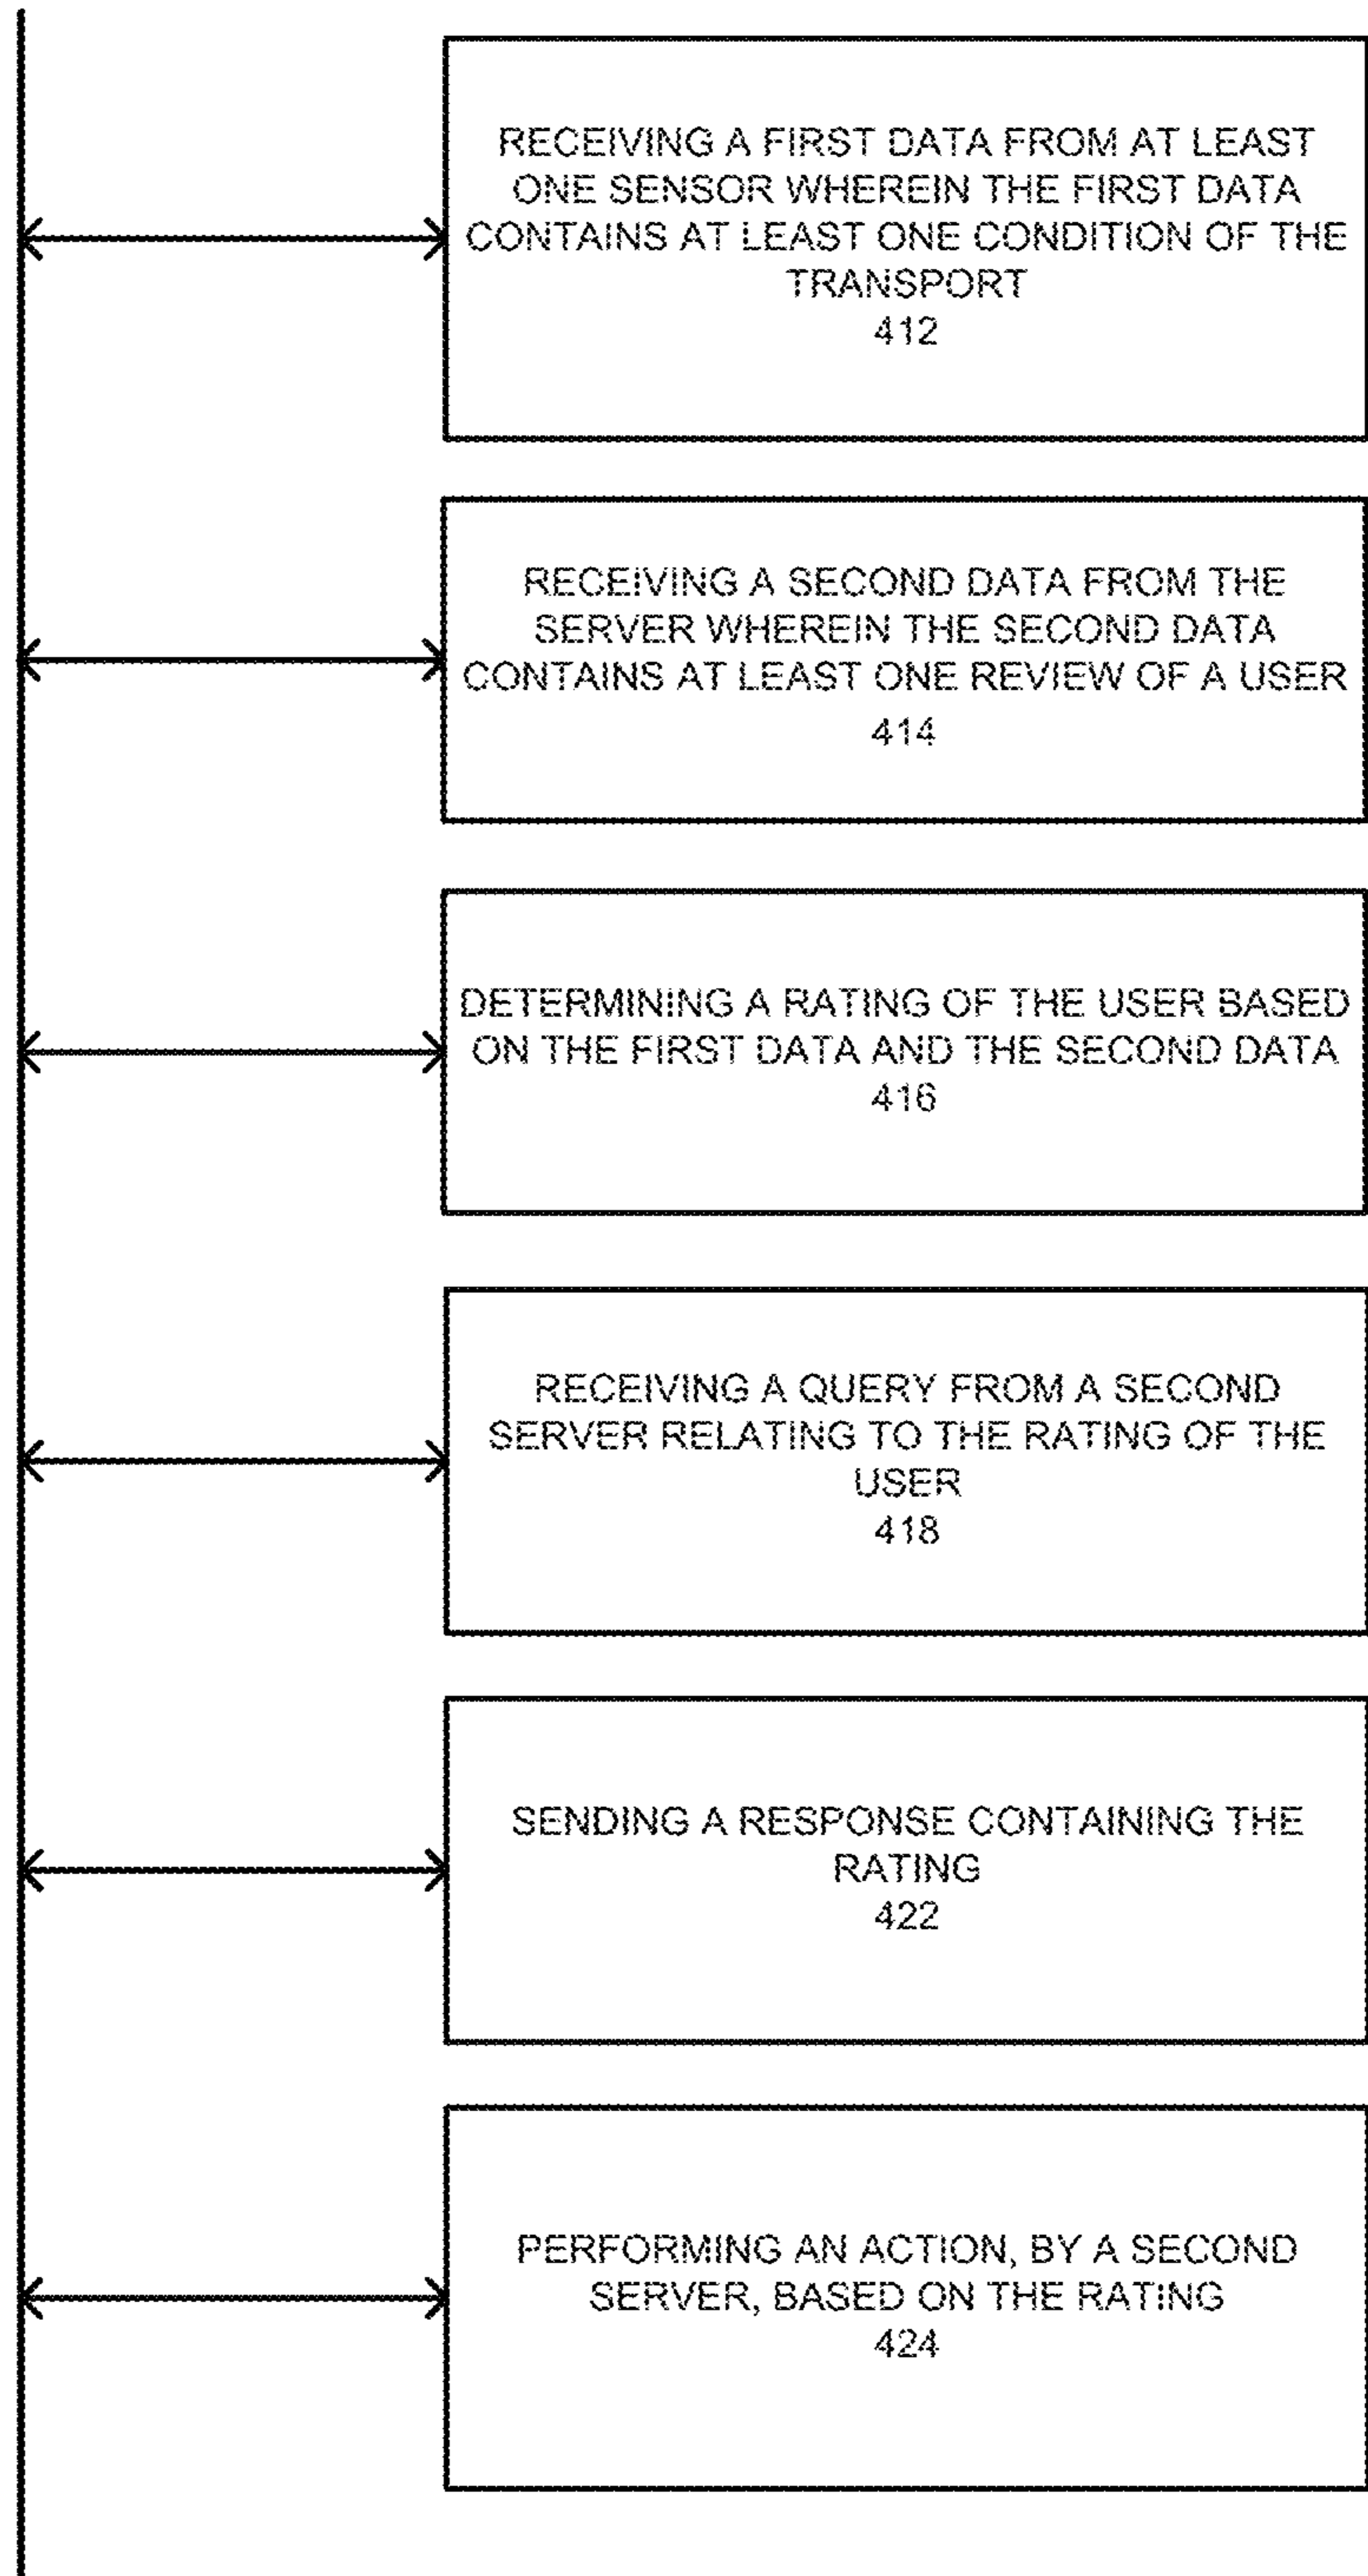 RECEIVING A FIRST DATA FROM AT LEAST
ONE SENSOR WHEREIN THE FIRST DATA
CONTAINS AT LEAST ONE CONDITION OF THE
TRANSPORT
412
RECEIVING A SECOND DATA FROM THE
SERVER WHEREIN THE SECOND DATA
CONTAINS AT LEAST ONE REVIEW OF A USER
414
DETERMINING A RATING OF THE USER BASED
ON THE FIRST DATA AND THE SECOND DATA
416
RECEIVING A QUERY FROM A SECOND
SERVER RELATING TO THE RATING OF THE
USER
418
SENDING A RESPONSE CONTAINING THE
RATING
422
PERFORMING AN ACTION, BY A SECOND
SERVER, BASED ON THE RATING
424